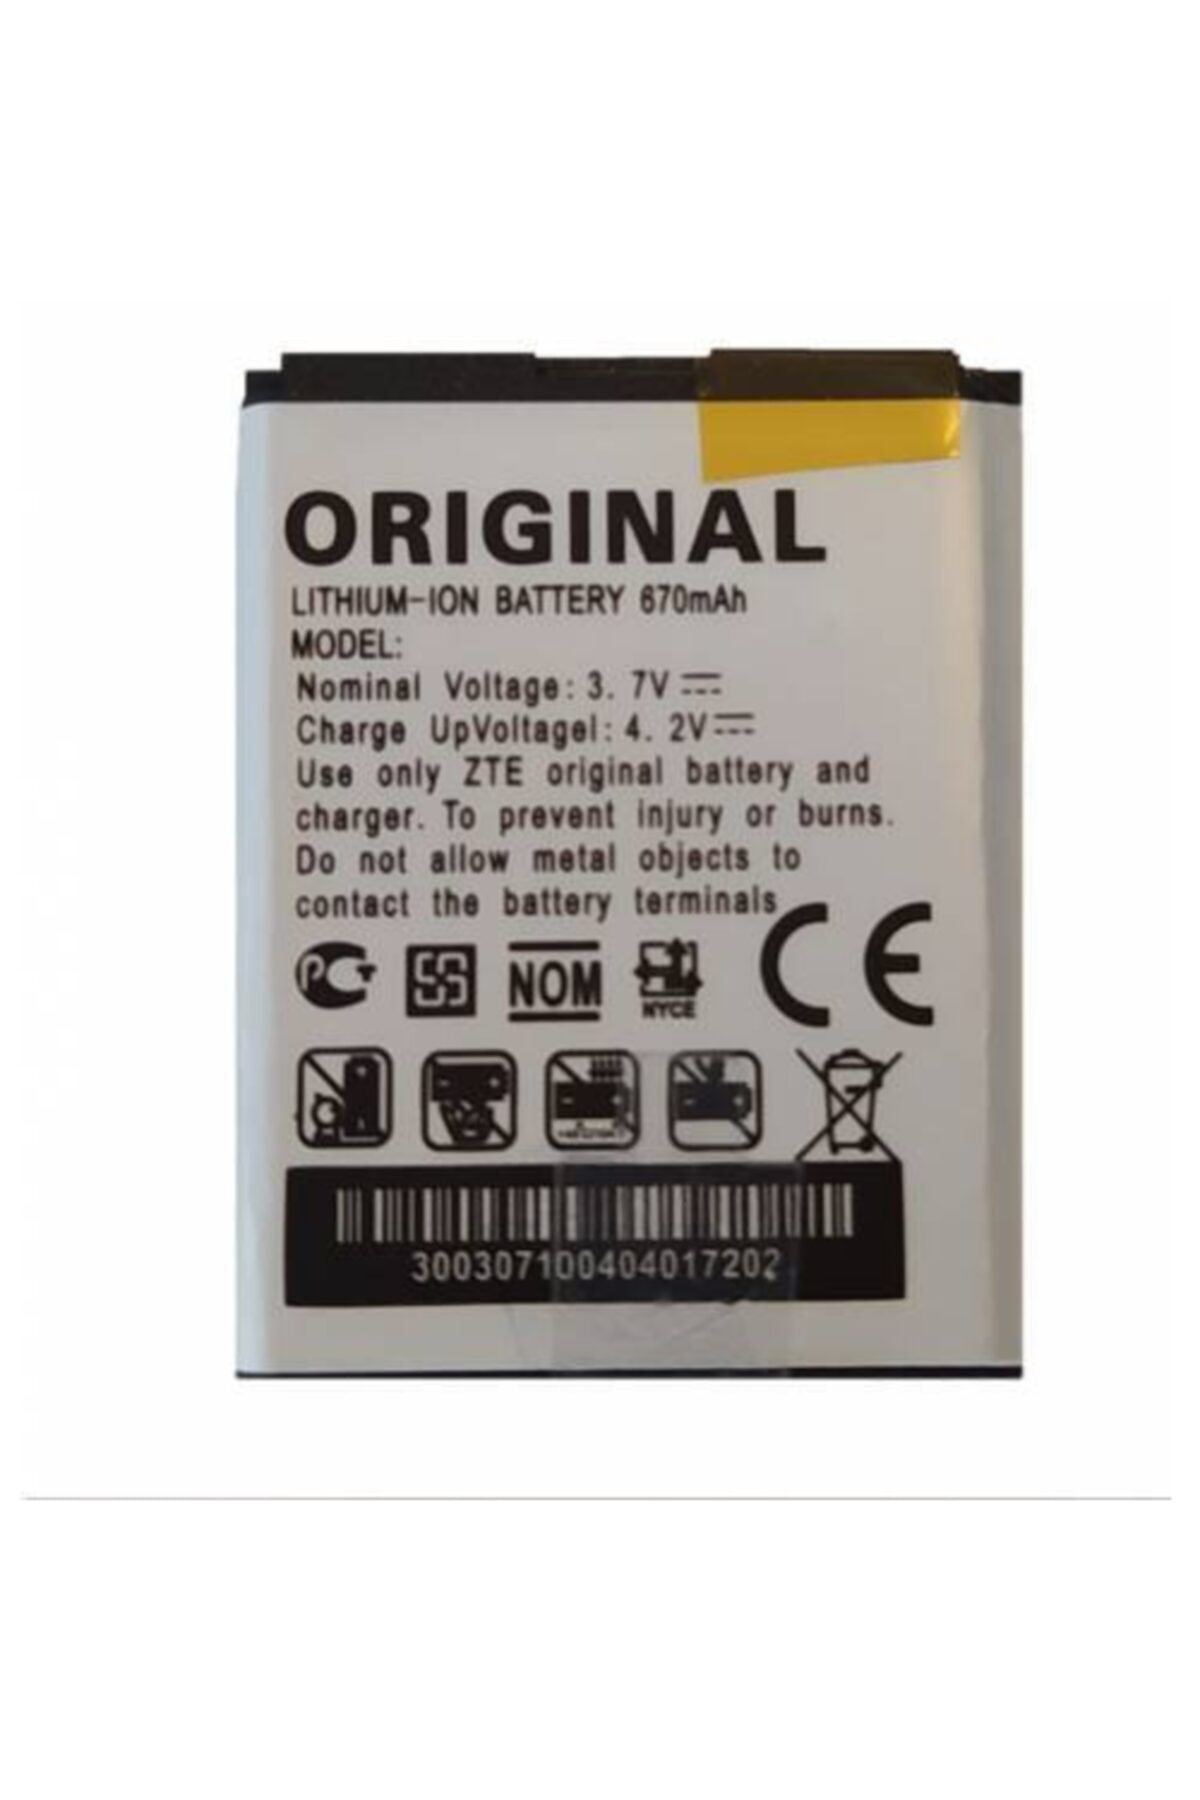 ORIGINAL
LITHIUM-ION BATTERY 670mAh
MODEL:
Nominal Voltage: 3. 7V
Charge UpVoltagel: 4. 2V
Use only ZTE original battery and
charger. To prevent injury or burns.
Do not allow metal objects to
contact the battery terminals
PCT NOM NYCE CE
300307100404017202